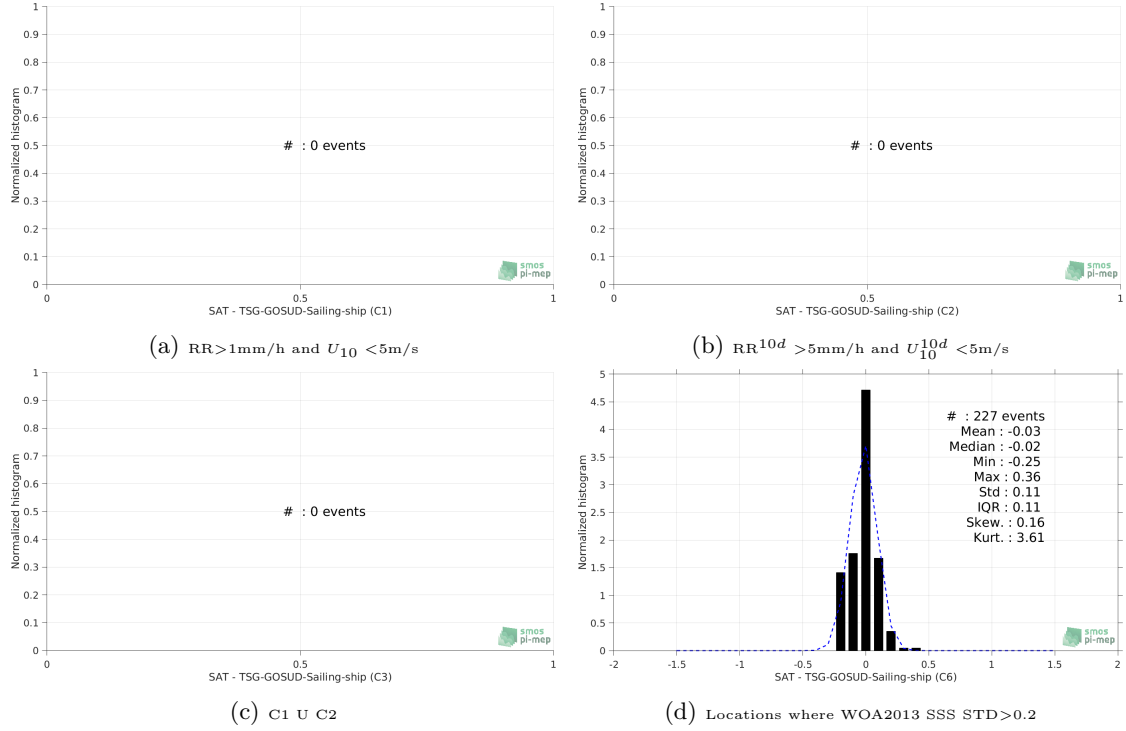 1
0.9
0.8
0.7
0.6
0.5
0.4
0.3
0.2
0.1
0
Normalized histogram
# : 0 events
smos
pi-mep
0 0.5 1
SAT - TSG-GOSUD-Sailing-ship (C1)
(a) RR>1mm/h and U10 <5m/s
1
0.9
0.8
0.7
0.6
0.5
0.4
0.3
0.2
0.1
0
Normalized histogram
# : 0 events
smos
pi-mep
0 0.5 1
SAT - TSG-GOSUD-Sailing-ship (C2)
(b) RR^10d >5mm/h and U10^10d <5m/s
1
0.9
0.8
0.7
0.6
0.5
0.4
0.3
0.2
0.1
0
Normalized histogram
# : 0 events
smos
pi-mep
0 0.5 1
SAT - TSG-GOSUD-Sailing-ship (C3)
(c) C1 U C2
5
4.5
4
3.5
3
2.5
2
1.5
1
0.5
0
Normalized histogram
# : 227 events
Mean : -0.03
Median : -0.02
Min : -0.25
Max : 0.36
Std : 0.11
IQR : 0.11
Skew. : 0.16
Kurt. : 3.61
smos
pi-mep
-2 -1.5 -1 -0.5 0 0.5 1 1.5 2
SAT - TSG-GOSUD-Sailing-ship (C6)
(d) Locations where WOA2013 SSS STD>0.2